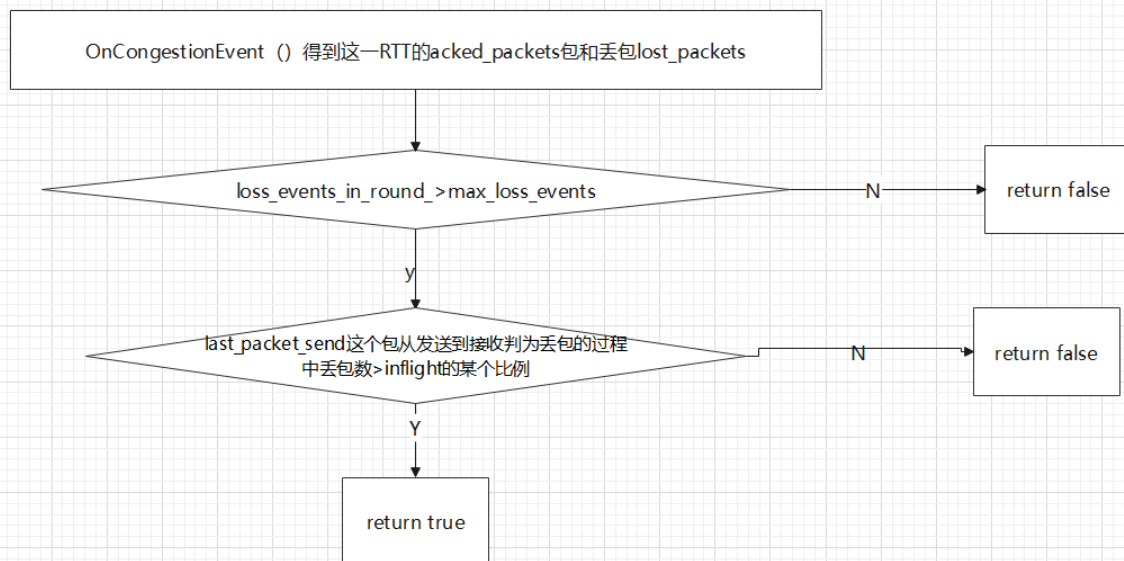 OnCongestionEvent（）得到这一RTT的acked_packets包和丢包lost_packets
loss_events_in_round_>max_loss_events
N
return false
y
last_packet_send这个包从发送到接收判为丢包的过程
中丢包数>inflight的某个比例
N
return false
Y
return true